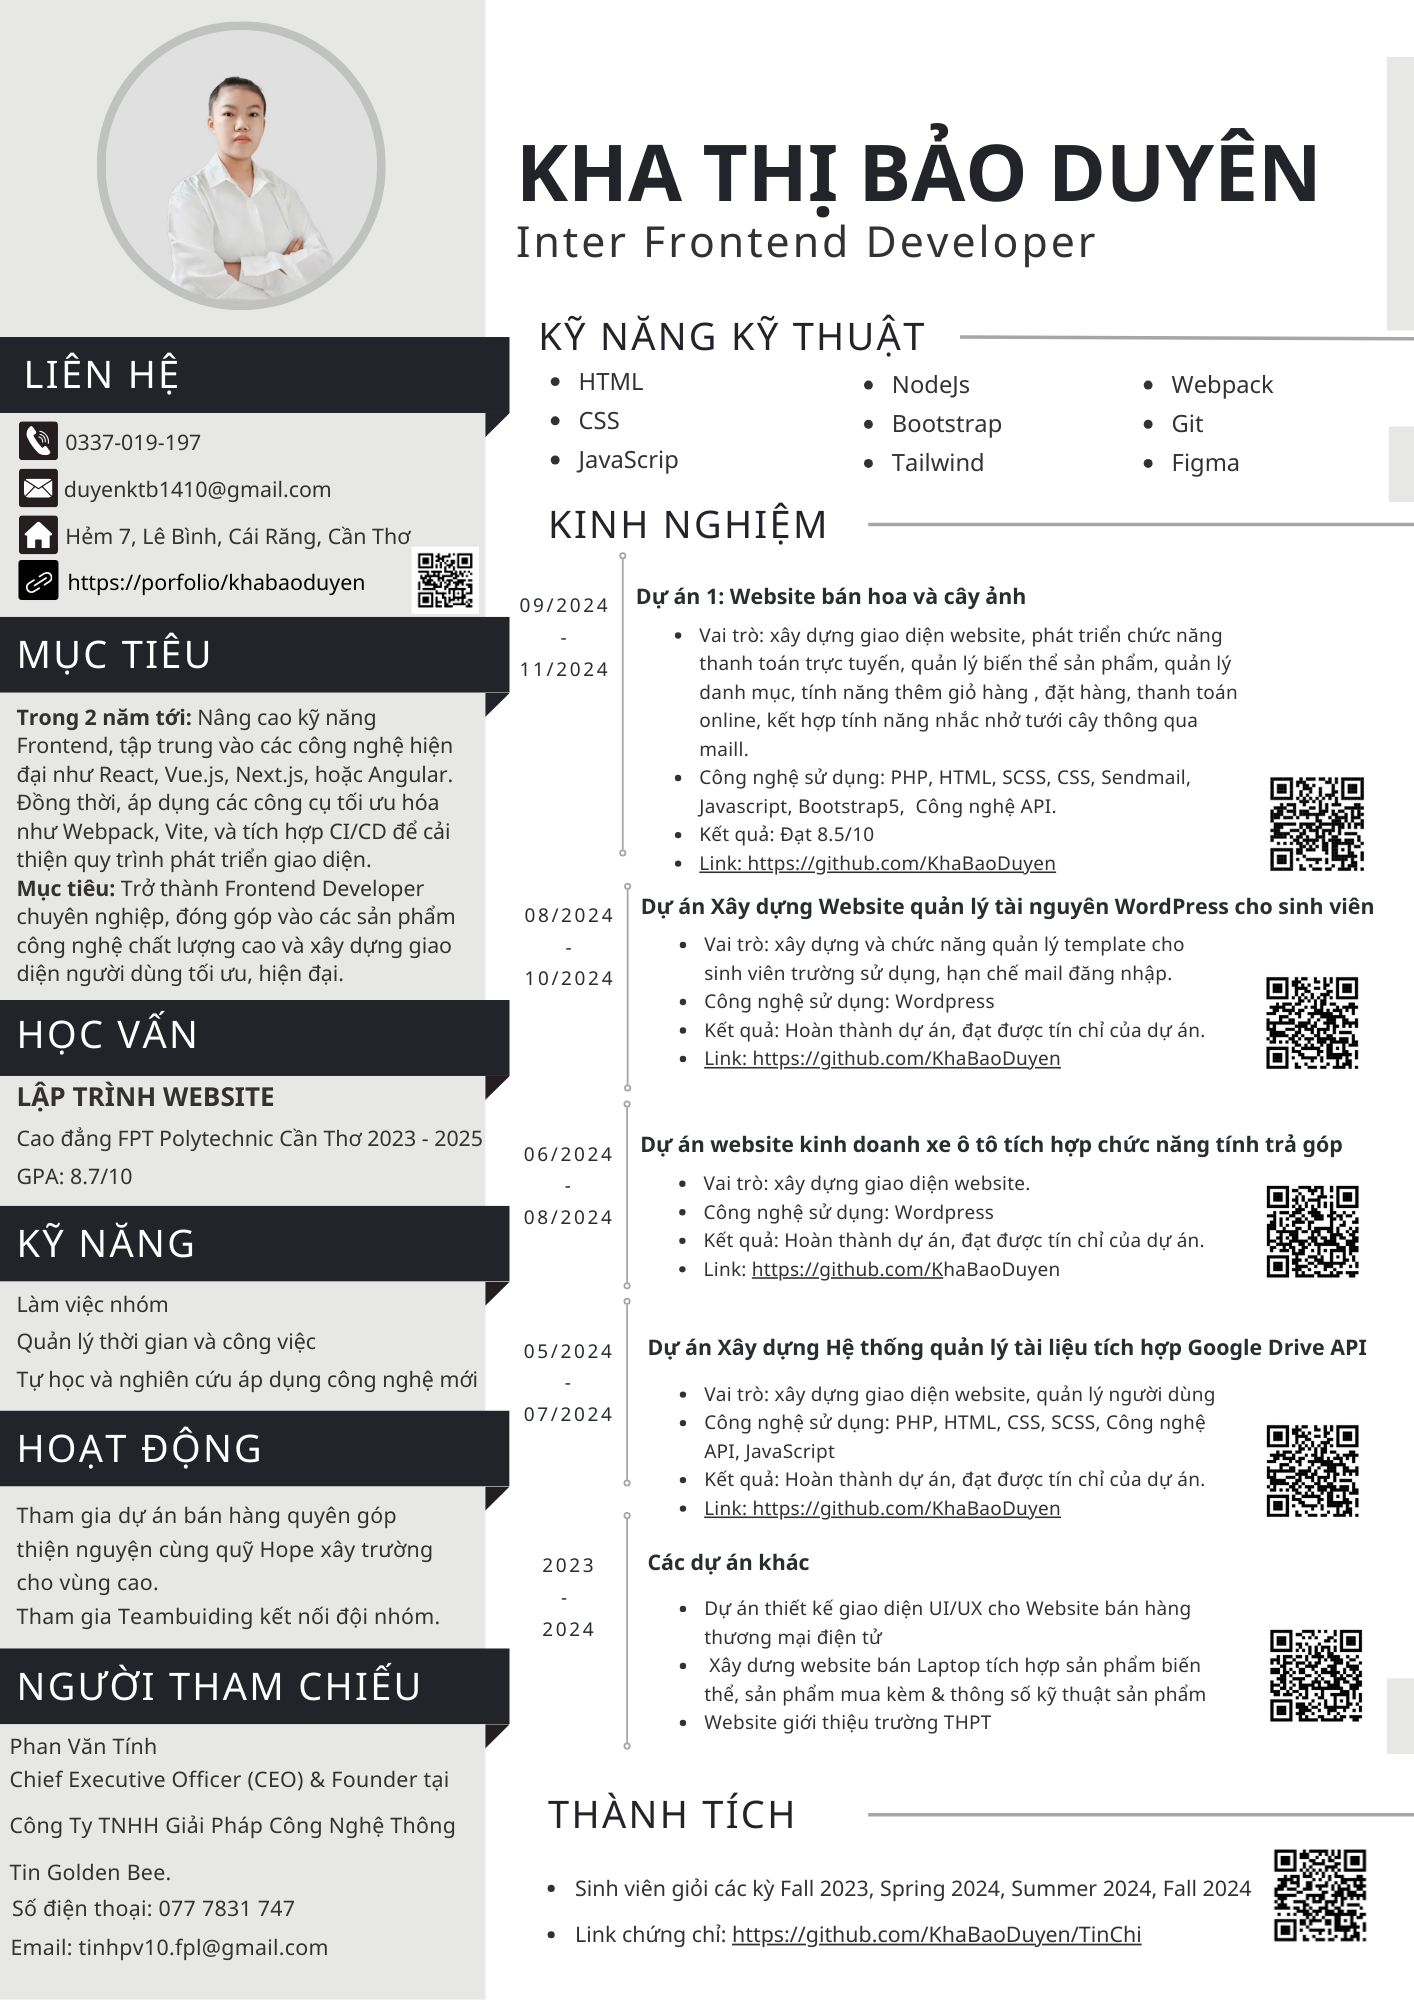 KHA THỊ BẢO DUYÊN
Inter Frontend Developer
LIÊN HỆ
0337-019-197
duyenktb1410@gmail.com
Hẻm 7, Lê Bình, Cái Răng, Cần Thơ
https://porfolio/khabaoduyen
MỤC TIÊU
Trong 2 năm tới: Nâng cao kỹ năng
Frontend, tập trung vào các công nghệ hiện
đại như React, Vue.js, Next.js, hoặc Angular.
Đồng thời, áp dụng các công cụ tối ưu hóa
như Webpack, Vite, và tích hợp CI/CD để cải
thiện quy trình phát triển giao diện.
Mục tiêu: Trở thành Frontend Developer
chuyên nghiệp, đóng góp vào các sản phẩm
công nghệ chất lượng cao và xây dựng giao
diện người dùng tối ưu, hiện đại.
HỌC VẤN
LẬP TRÌNH WEBSITE
Cao đẳng FPT Polytechnic Cần Thơ 2023 - 2025
GPA: 8.7/10
KỸ NĂNG
Làm việc nhóm
Quản lý thời gian và công việc
Tự học và nghiên cứu áp dụng công nghệ mới
HOẠT ĐỘNG
Tham gia dự án bán hàng quyên góp
thiện nguyện cùng quỹ Hope xây trường
cho vùng cao.
Tham gia Teambuiding kết nối đội nhóm.
NGƯỜI THAM CHIẾU
Phan Văn Tính
Chief Executive Officer (CEO) & Founder tại
Công Ty TNHH Giải Pháp Công Nghệ Thông
Tin Golden Bee.
Số điện thoại: 077 7831 747
Email: tinhpv10.fpl@gmail.com
KỸ NĂNG KỸ THUẬT
• HTML
• CSS
• JavaScrip
• NodeJs
• Bootstrap
• Tailwind
• Webpack
• Git
• Figma
KINH NGHIỆM
09/2024
-
11/2024
Dự án 1: Website bán hoa và cây ảnh
• Vai trò: xây dựng giao diện website, phát triển chức năng
thanh toán trực tuyến, quản lý biến thể sản phẩm, quản lý
danh mục, tính năng thêm giỏ hàng , đặt hàng, thanh toán
online, kết hợp tính năng nhắc nhở tưới cây thông qua
maill.
• Công nghệ sử dụng: PHP, HTML, SCSS, CSS, Sendmail,
Javascript, Bootstrap5, Công nghệ API.
• Kết quả: Đạt 8.5/10
• Link: https://github.com/KhaBaoDuyen
08/2024
-
10/2024
Dự án Xây dựng Website quản lý tài nguyên WordPress cho sinh viên
• Vai trò: xây dựng và chức năng quản lý template cho
sinh viên trường sử dụng, hạn chế mail đăng nhập.
• Công nghệ sử dụng: Wordpress
• Kết quả: Hoàn thành dự án, đạt được tín chỉ của dự án.
• Link: https://github.com/KhaBaoDuyen
06/2024
-
08/2024
Dự án website kinh doanh xe ô tô tích hợp chức năng tính trả góp
• Vai trò: xây dựng giao diện website.
• Công nghệ sử dụng: Wordpress
• Kết quả: Hoàn thành dự án, đạt được tín chỉ của dự án.
• Link: https://github.com/KhaBaoDuyen
05/2024
-
07/2024
Dự án Xây dựng Hệ thống quản lý tài liệu tích hợp Google Drive API
• Vai trò: xây dựng giao diện website, quản lý người dùng
• Công nghệ sử dụng: PHP, HTML, CSS, SCSS, Công nghệ
API, JavaScript
• Kết quả: Hoàn thành dự án, đạt được tín chỉ của dự án.
• Link: https://github.com/KhaBaoDuyen
2023
-
2024
Các dự án khác
• Dự án thiết kế giao diện UI/UX cho Website bán hàng
thương mại điện tử
• Xây dưng website bán Laptop tích hợp sản phẩm biến
thể, sản phẩm mua kèm & thông số kỹ thuật sản phẩm
• Website giới thiệu trường THPT
THÀNH TÍCH
• Sinh viên giỏi các kỳ Fall 2023, Spring 2024, Summer 2024, Fall 2024
• Link chứng chỉ: https://github.com/KhaBaoDuyen/TinChi